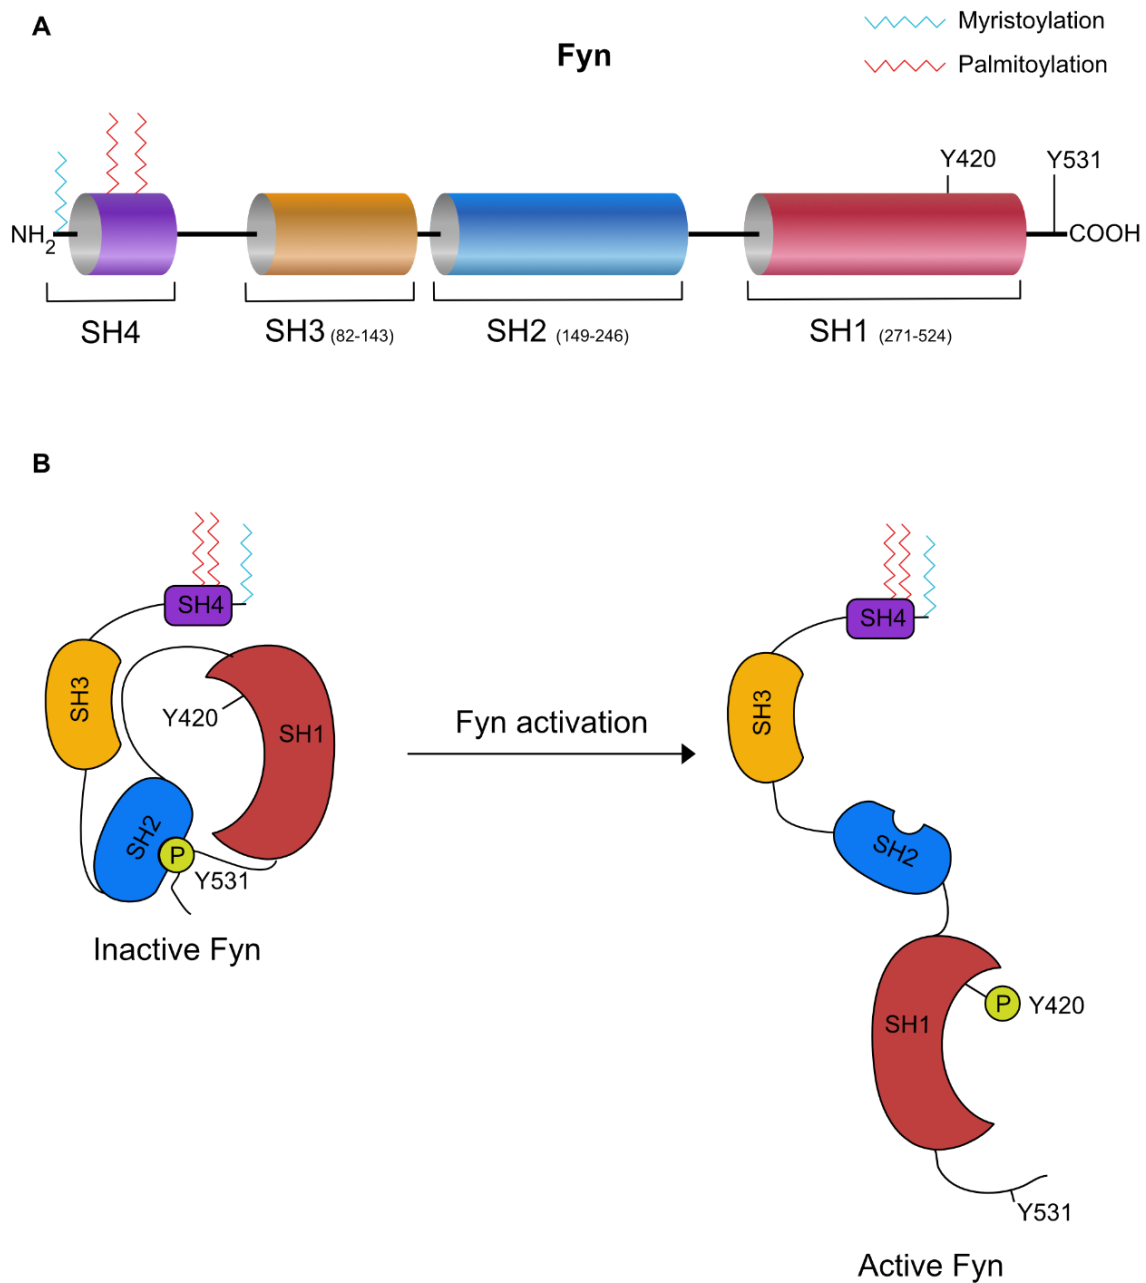 A
Fyn
Myristoylation
Palmitoylation
Y420
Y531
NH2
COOH
SH4
SH3 (82-143)
SH2 (149-246)
SH1 (271-524)
B
SH4
SH3
Y420
SH1
SH2
P
Y531
Inactive Fyn
Fyn activation
SH4
SH3
SH2
SH1
P
Y420
Y531
Active Fyn